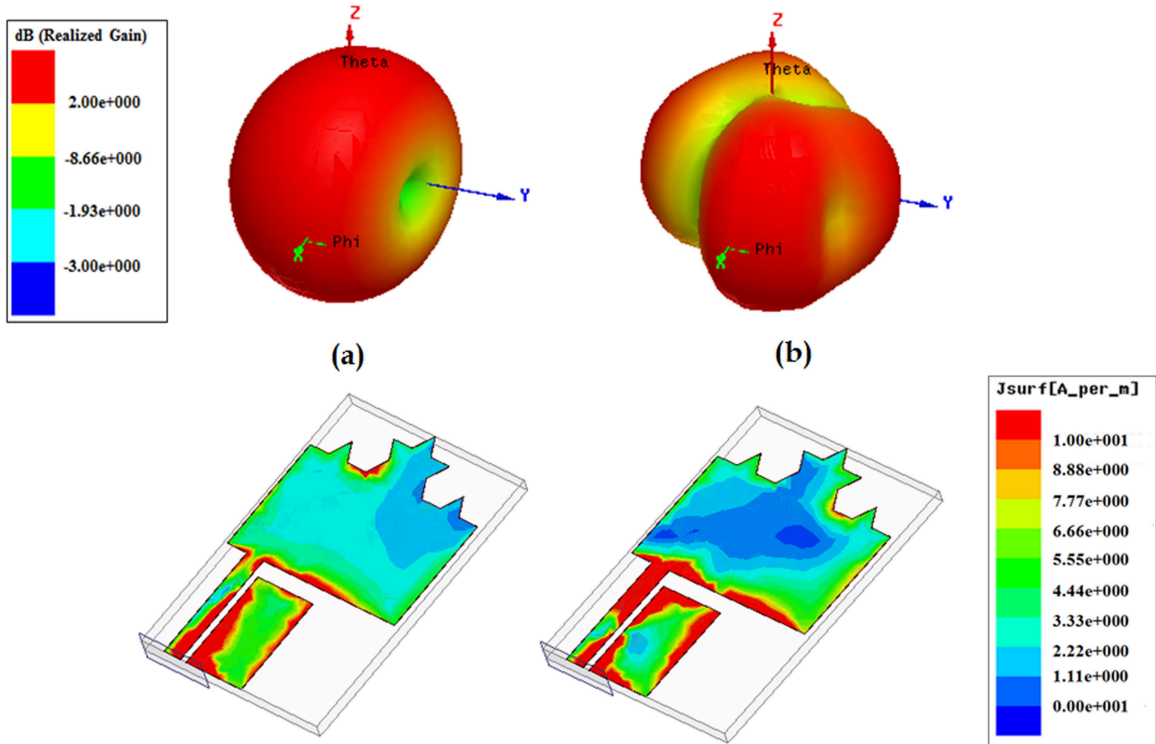 dB (Realized Gain)
2.00e+000
-8.66e+000
-1.93e+000
-3.00e+000
Z
Theta
Y
Phi
X
Z
Theta
Y
Phi
X
(a)
(b)
Jsurf[A_per_m]
1.00e+001
8.88e+000
7.77e+000
6.66e+000
5.55e+000
4.44e+000
3.33e+000
2.22e+000
1.11e+000
0.00e+001